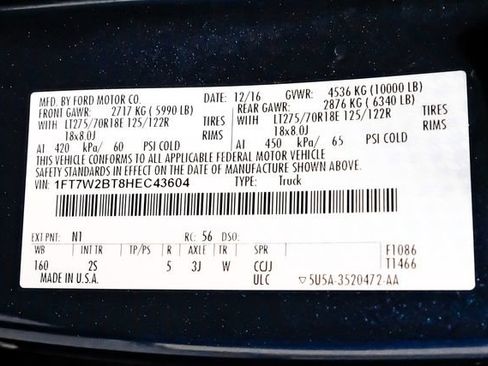 MFD. BY FORD MOTOR CO. DATE: 12/16 GVWR: 4536 KG (10000 LB)
FRONT GAWR: 2717 KG (5990 LB) REAR GAWR: 2876 KG (6340 LB)
WITH LT275/70R18E 125/122R TIRES WITH LT275/70R18E 125/122R TIRES
18x8.0J RIMS 18x8.0J RIMS
AT 420 kPa/ 60 PSI COLD AT 450 kPa/ 65 PSI COLD
THIS VEHICLE CONFORMS TO ALL APPLICABLE FEDERAL MOTOR VEHICLE
SAFETY STANDARDS IN EFFECT ON THE DATE OF MANUFACTURE SHOWN ABOVE.
VIN: 1FT7W2BT8HEC43604 TYPE: Truck
EXT PNT: N1 RC: 56 DSO:
WB INT TR TP/PS R AXLE TR SPR F1086
160 2S 5 3J W CCJJ T1466
MADE IN U.S.A. ULC ▽5U5A-3520472-AA